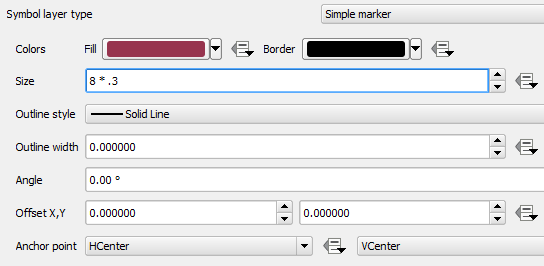 Symbol layer type Simple marker
Colors Fill Border
Size 8 *.3
Outline style Solid Line
Outline width 0.000000
Angle 0.00 °
Offset X,Y 0.000000 0.000000
Anchor point HCenter VCenter